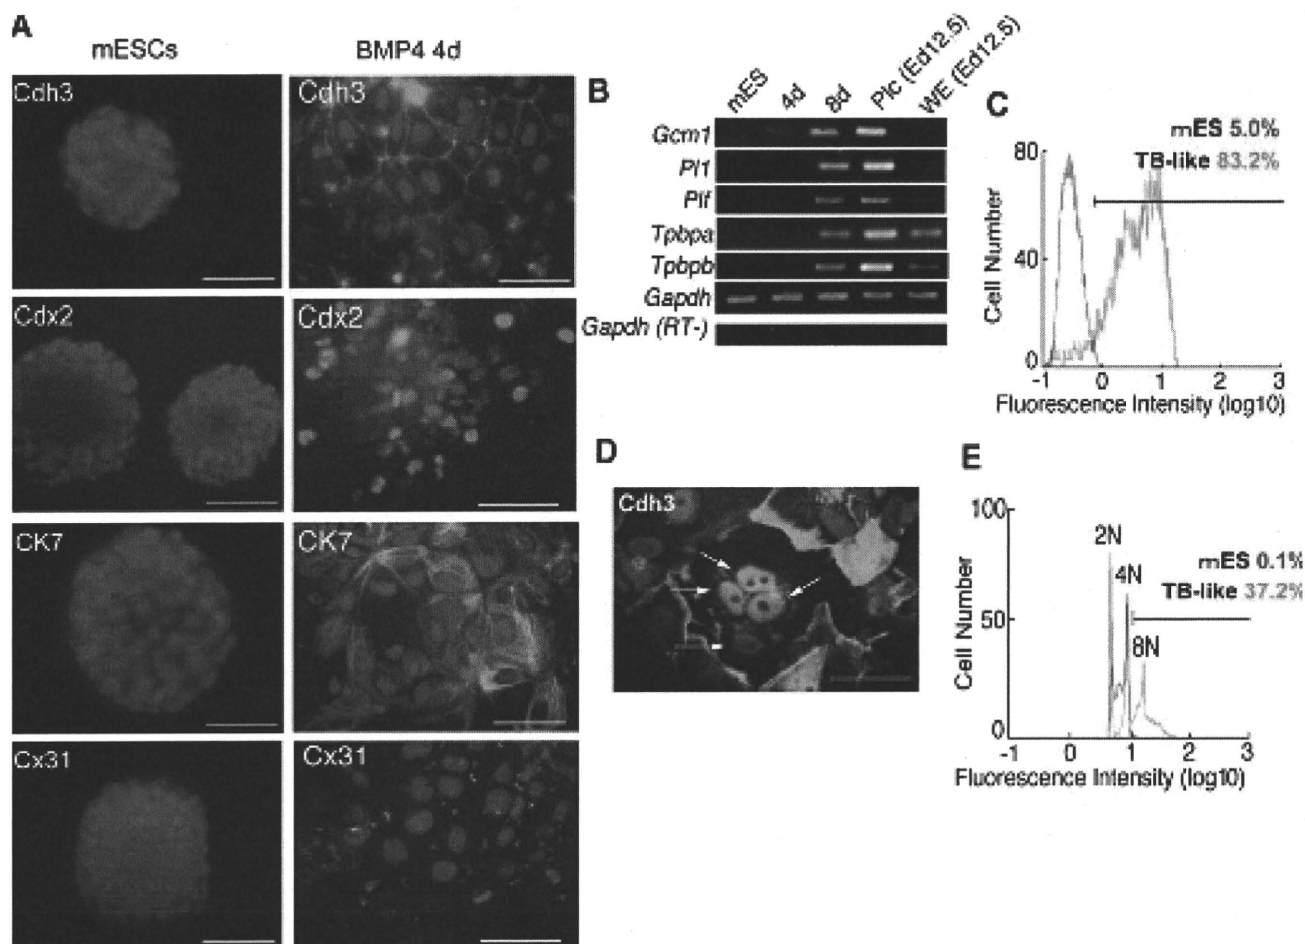 A
mESCs
BMP4 4d
Cdh3
Cdh3
Cdx2
Cdx2
CK7
CK7
Cx31
Cx31
B
mES
4d
8d
Plc (Ed12.5)
WE (Ed12.5)
Gcm1
Pl1
Plf
Tpbpa
Tpbpb
Gapdh
Gapdh (RT-)
C
mES 5.0%
TB-like 83.2%
80
40
0
Cell Number
-1 0 1 2 3
Fluorescence Intensity (log10)
D
Cdh3
E
100
50
0
Cell Number
2N
4N
8N
mES 0.1%
TB-like 37.2%
-1 0 1 2 3
Fluorescence Intensity (log10)